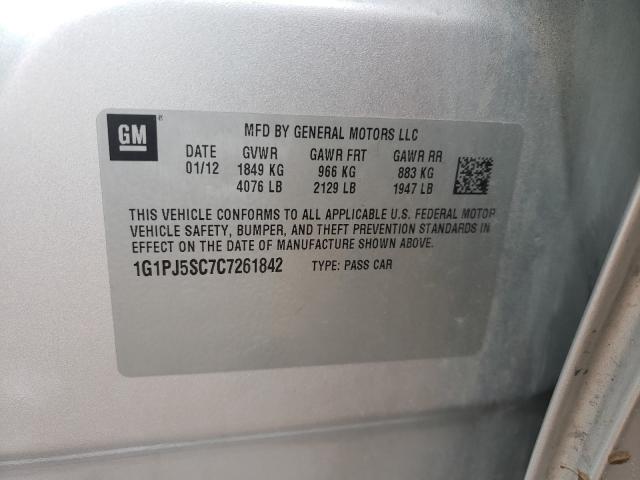 GM ®
MFD BY GENERAL MOTORS LLC
DATE GVWR GAWR FRT GAWR RR
01/12 1849 KG 966 KG 883 KG
4076 LB 2129 LB 1947 LB
THIS VEHICLE CONFORMS TO ALL APPLICABLE U.S. FEDERAL MOTOR
VEHICLE SAFETY, BUMPER, AND THEFT PREVENTION STANDARDS
IN EFFECT ON THE DATE OF MANUFACTURE SHOWN ABOVE.
1G1PJ5SC7C7261842 TYPE: PASS CAR